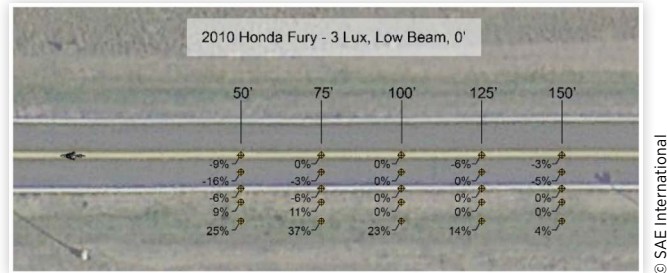 2010 Honda Fury - 3 Lux, Low Beam, 0'
50' 75' 100' 125' 150'
-9% 0% 0% -6% -3%
-16% -3% 0% 0% -5%
-6% -6% 0% 0% 0%
9% 11% 0% 0% 0%
25% 37% 23% 14% 4%
© SAE International